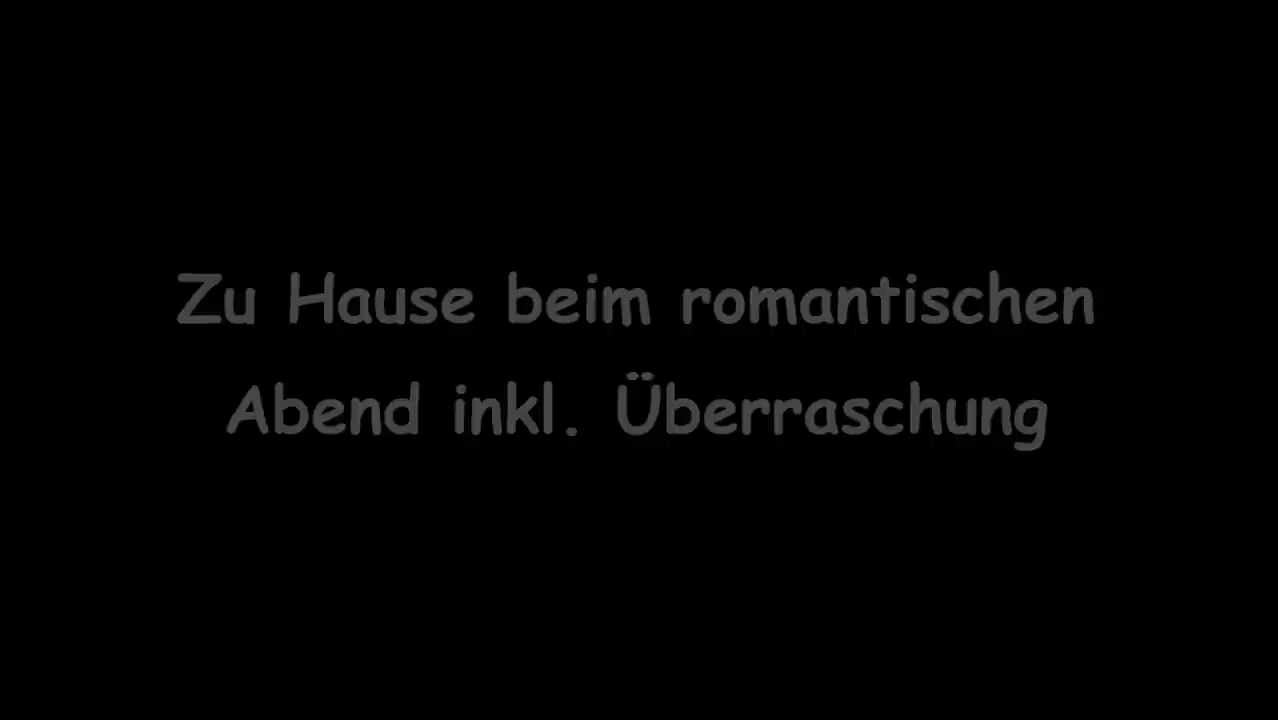 Zu Hause beim romantischen
Abend inkl. Überraschung